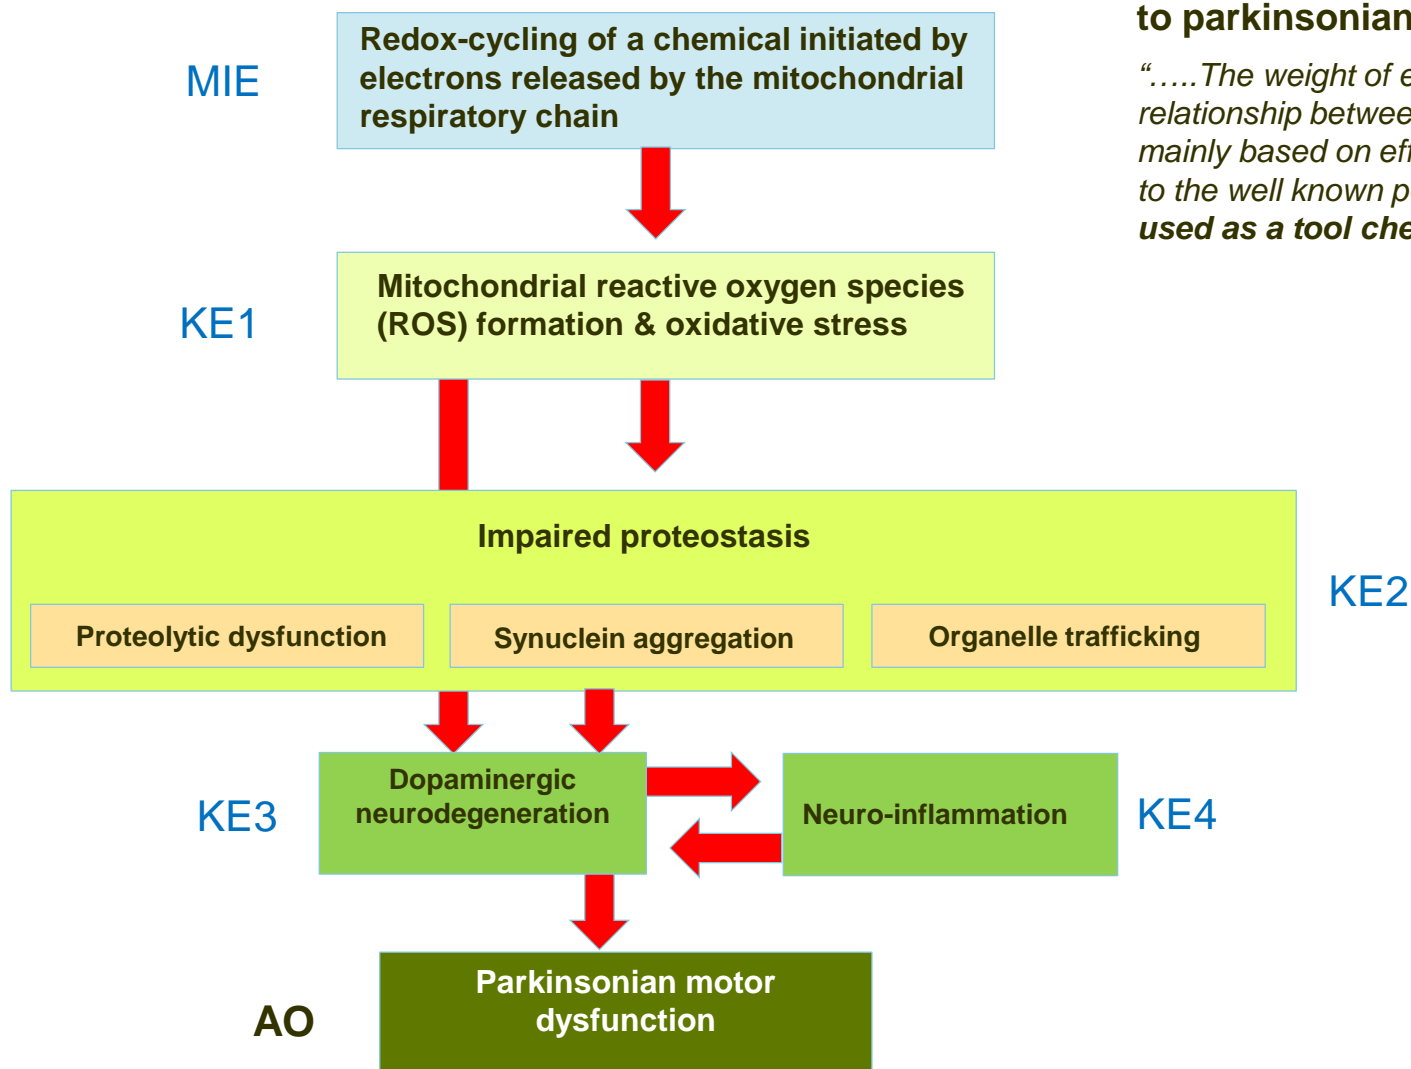 to parkinsonian
“…..The weight of e
relationship between
mainly based on eff
to the well known p
used as a tool che
MIE
Redox-cycling of a chemical initiated by
electrons released by the mitochondrial
respiratory chain
KE1
Mitochondrial reactive oxygen species
(ROS) formation & oxidative stress
Impaired proteostasis
KE2
Proteolytic dysfunction
Synuclein aggregation
Organelle trafficking
KE3
Dopaminergic
neurodegeneration
Neuro-inflammation
KE4
AO
Parkinsonian motor
dysfunction